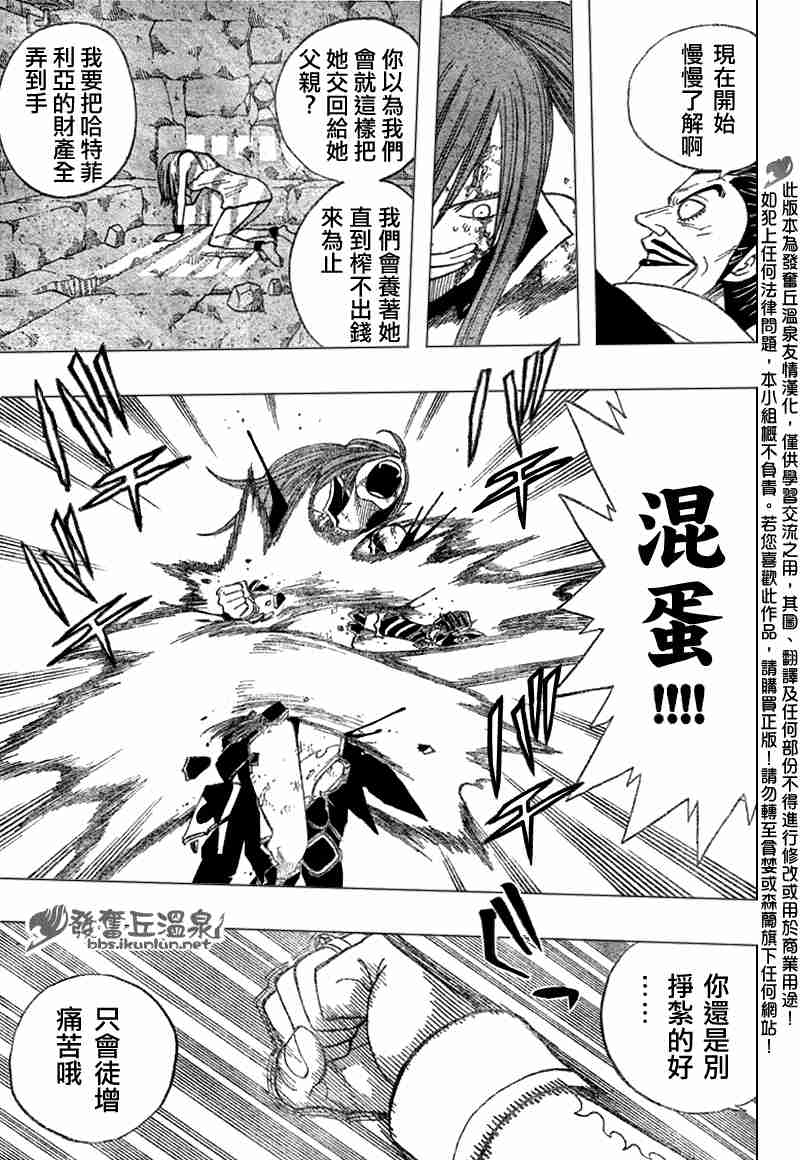 現在開始
慢慢了解啊
你以為我們
會就這樣把
她交回給她
父親？
我們會養著她
直到榨不出錢
來為止
我要把哈特菲
利亞的財產全
弄到手
混蛋!!!!
你還是別
掙扎的好
……
只會徒增
痛苦哦
發奮丘溫泉
bbs.ikunlun.net
此版本為發奮丘溫泉友情漢化，僅供學習交流之用，其圖、翻譯及任何部份不得進行修改或用於商業用途！
如犯上任何法律問題，本小組概不負責。若您喜歡此作品，請購買正版！請勿轉至貪婪或森蘭旗下任何網站！